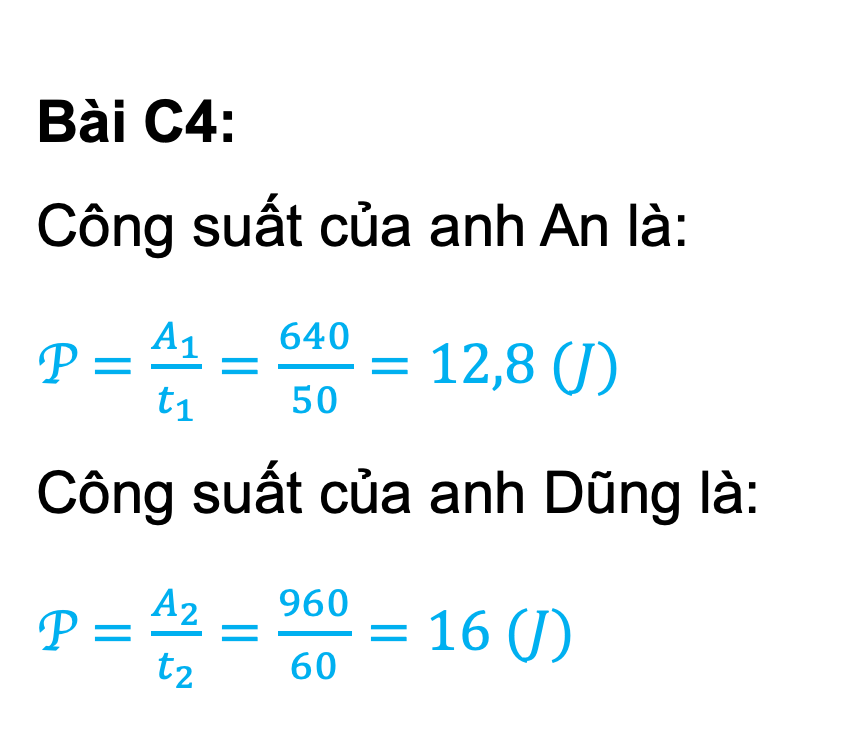 Bài C4:
Công suất của anh An là:
𝒫 = A₁/t₁ = 640/50 = 12,8 (J)
Công suất của anh Dũng là:
𝒫 = A₂/t₂ = 960/60 = 16 (J)